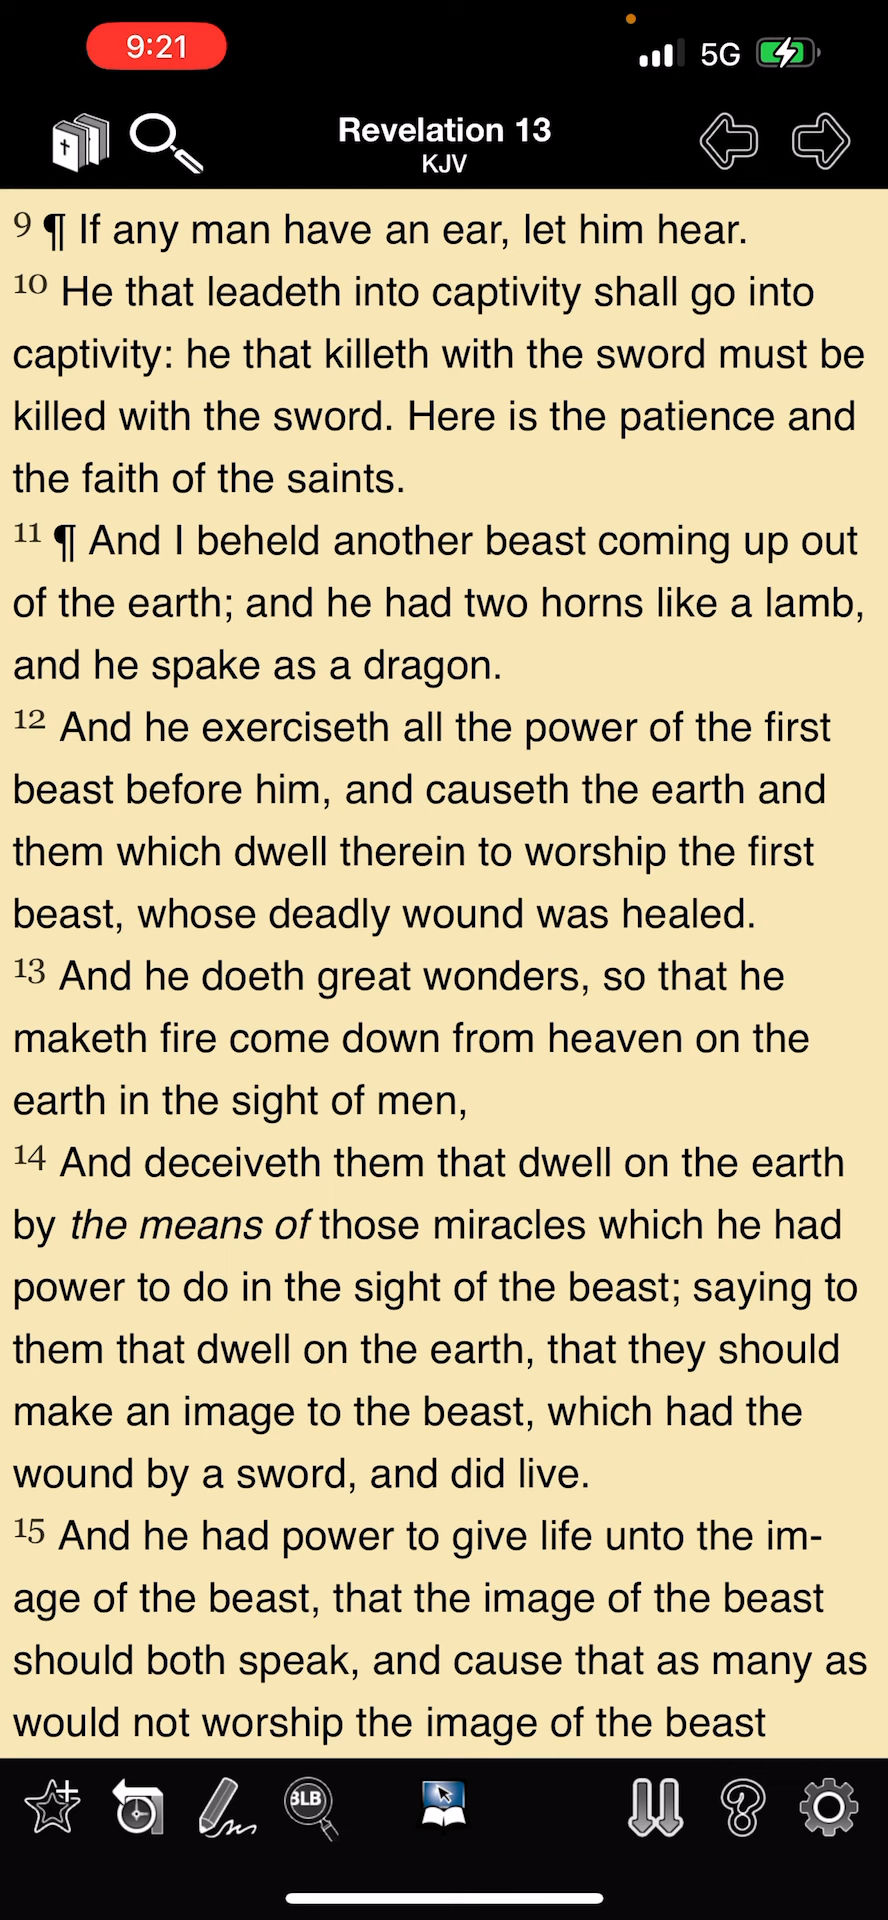 9:21
5G
Revelation 13
KJV
9 ¶ If any man have an ear, let him hear.
10 He that leadeth into captivity shall go into
captivity: he that killeth with the sword must be
killed with the sword. Here is the patience and
the faith of the saints.
11 ¶ And I beheld another beast coming up out
of the earth; and he had two horns like a lamb,
and he spake as a dragon.
12 And he exerciseth all the power of the first
beast before him, and causeth the earth and
them which dwell therein to worship the first
beast, whose deadly wound was healed.
13 And he doeth great wonders, so that he
maketh fire come down from heaven on the
earth in the sight of men,
14 And deceiveth them that dwell on the earth
by the means of those miracles which he had
power to do in the sight of the beast; saying to
them that dwell on the earth, that they should
make an image to the beast, which had the
wound by a sword, and did live.
15 And he had power to give life unto the im-
age of the beast, that the image of the beast
should both speak, and cause that as many as
would not worship the image of the beast
BLB